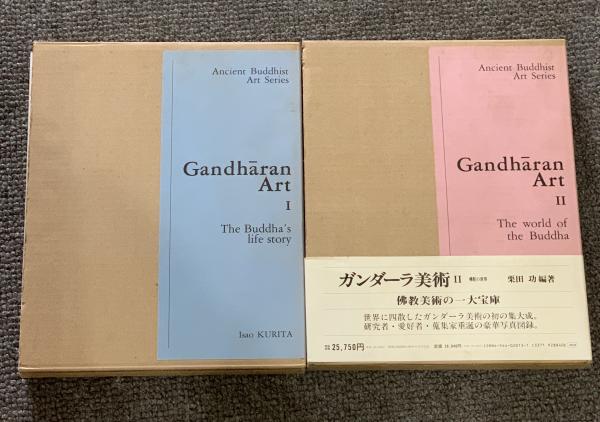 Ancient Buddhist
Art Series
Gandhāran
Art
I
The Buddha's
life story
Isao KURITA
Ancient Buddhist
Art Series
Gandhāran
Art
II
The world of
the Buddha
ガンダーラ美術 II 栗田 功 編著
佛教美術の一大宝庫
世界に四散したガンダーラ美術の初の集大成。
研究者・愛好者・蒐集家垂涎の豪華写真図録。
25,750円